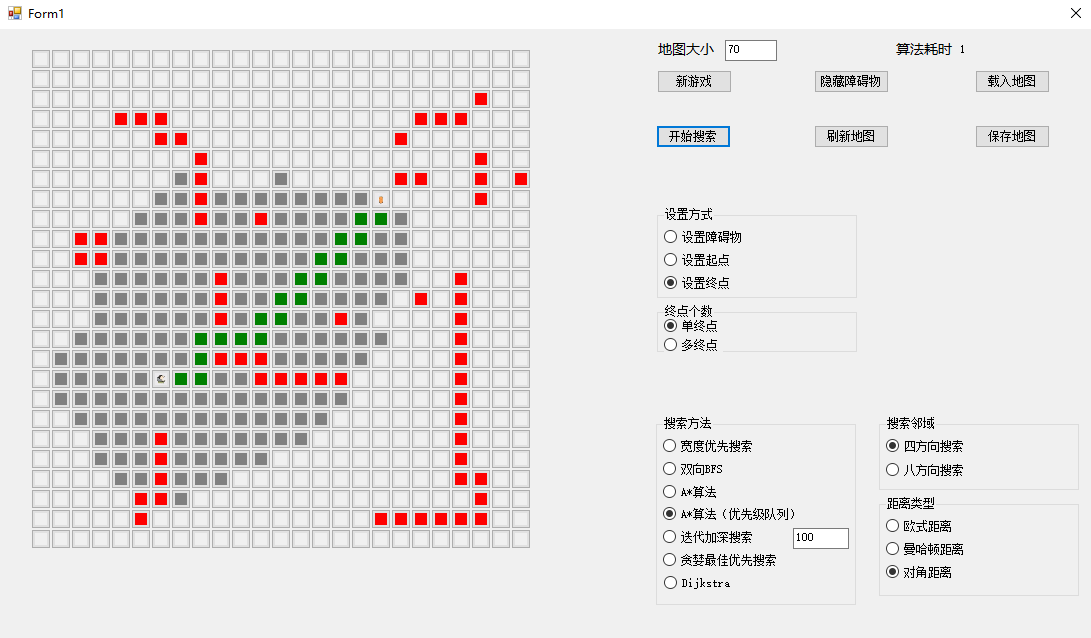 Form1
地图大小 70 算法耗时 1
新游戏 隐藏障碍物 载入地图
开始搜索 刷新地图 保存地图
设置方式
设置障碍物
设置起点
设置终点
终点个数
单终点
多终点
搜索方法
宽度优先搜索
双向BFS
A*算法
A*算法（优先级队列）
迭代加深搜索 100
贪婪最佳优先搜索
Dijkstra
搜索邻域
四方向搜索
八方向搜索
距离类型
欧式距离
曼哈顿距离
对角距离